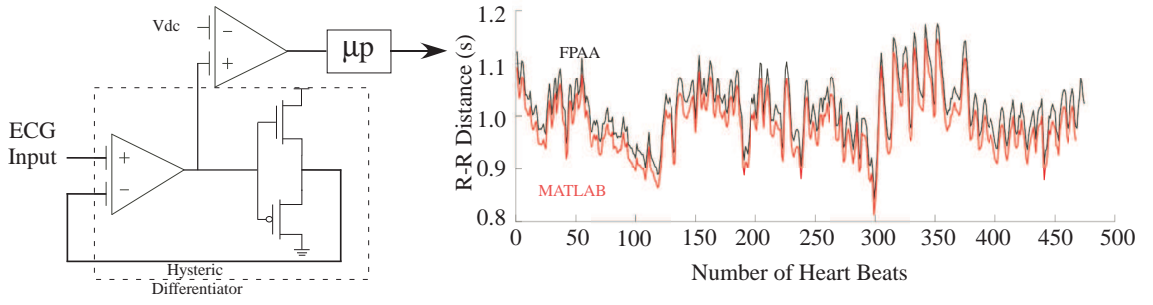 Vdc
−
+
μp
ECG
Input
+
−
Hysteric
Differentiator
R-R Distance (s)
1.2
1.1
1.0
0.9
0.8
FPAA
MATLAB
0 50 100 150 200 250 300 350 400 450 500
Number of Heart Beats